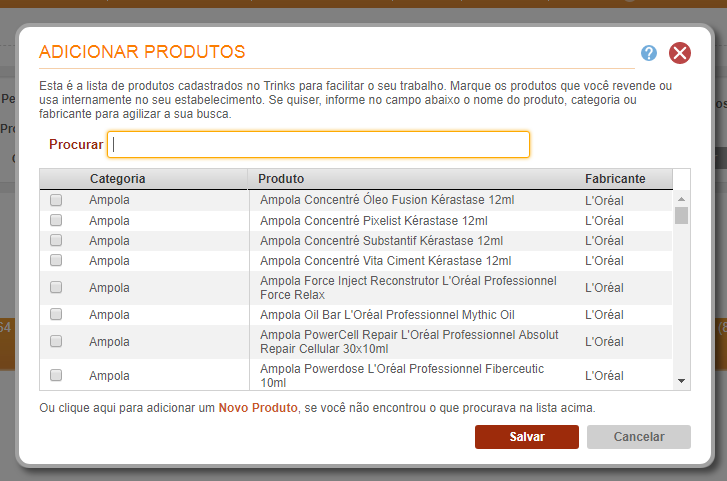 ADICIONAR PRODUTOS
?
Esta é a lista de produtos cadastrados no Trinks para facilitar o seu trabalho. Marque os produtos que você revende ou
usa internamente no seu estabelecimento. Se quiser, informe no campo abaixo o nome do produto, categoria ou
fabricante para agilizar a sua busca.
Procurar
Categoria Produto Fabricante
Ampola Ampola Concentré Óleo Fusion Kérastase 12ml L'Oréal
Ampola Ampola Concentré Pixelist Kérastase 12ml L'Oréal
Ampola Ampola Concentré Substantif Kérastase 12ml L'Oréal
Ampola Ampola Concentré Vita Ciment Kérastase 12ml L'Oréal
Ampola Ampola Force Inject Reconstrutor L'Oréal Professionnel L'Oréal
Force Relax
Ampola Ampola Oil Bar L'Oréal Professionnel Mythic Oil L'Oréal
Ampola Ampola PowerCell Repair L'Oréal Professionnel Absolut L'Oréal
Repair Cellular 30x10ml
Ampola Ampola Powerdose L'Oréal Professionnel Fiberceutic L'Oréal
10ml
Ou clique aqui para adicionar um Novo Produto, se você não encontrou o que procurava na lista acima.
Salvar Cancelar